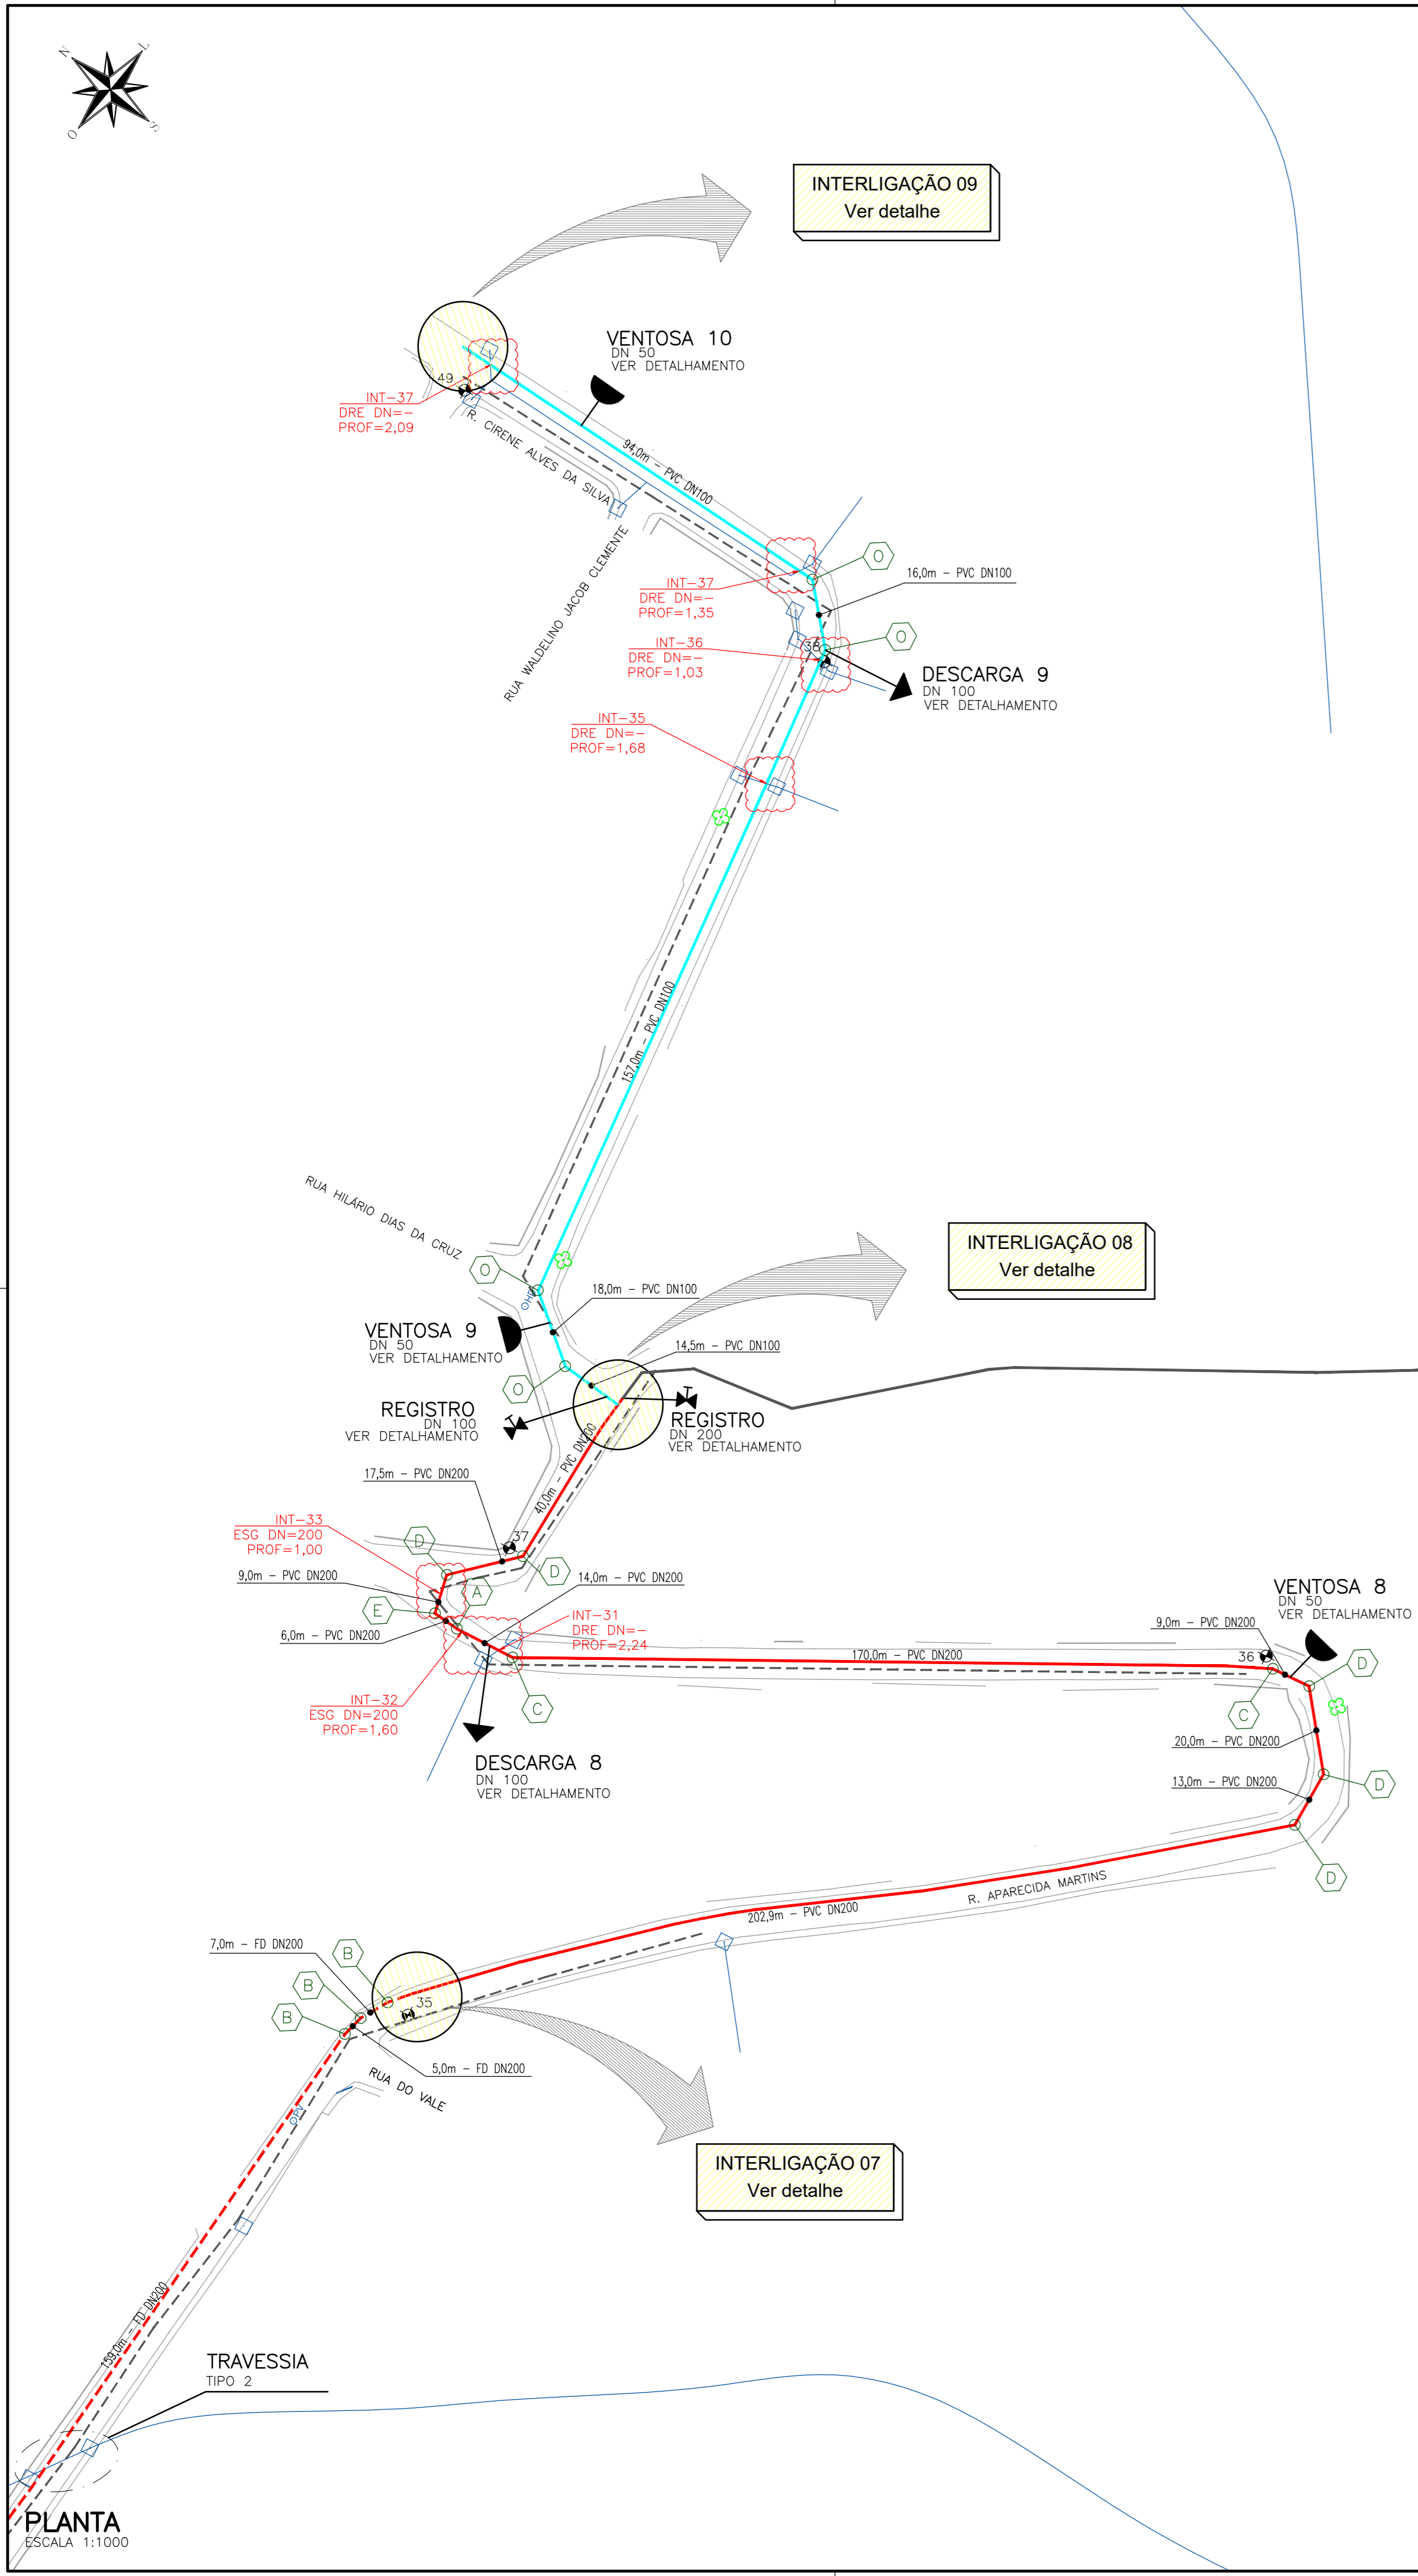 N
L
O
S
INTERLIGAÇÃO 09
Ver detalhe
VENTOSA 10
DN 50
VER DETALHAMENTO
49
INT-37
DRE DN=-
PROF=2,09
R. CIRENE ALVES DA SILVA
94,0m - PVC DN100
RUA WALDELINO JACOB CLEMENTE
O
16,0m - PVC DN100
INT-37
DRE DN=-
PROF=1,35
O
38
INT-36
DRE DN=-
PROF=1,03
DESCARGA 9
DN 100
VER DETALHAMENTO
INT-35
DRE DN=-
PROF=1,68
157,0m - PVC DN100
RUA HILÁRIO DIAS DA CRUZ
INTERLIGAÇÃO 08
Ver detalhe
O
18,0m - PVC DN100
VENTOSA 9
DN 50
VER DETALHAMENTO
14,5m - PVC DN100
O
REGISTRO
DN 100
VER DETALHAMENTO
REGISTRO
DN 200
VER DETALHAMENTO
40,0m - PVC DN200
17,5m - PVC DN200
INT-33
ESG DN=200
PROF=1,00
D
37
D
9,0m - PVC DN200
14,0m - PVC DN200
A
E
INT-31
DRE DN=-
PROF=2,24
6,0m - PVC DN200
VENTOSA 8
DN 50
VER DETALHAMENTO
9,0m - PVC DN200
170,0m - PVC DN200
36
D
INT-32
ESG DN=200
PROF=1,60
C
C
20,0m - PVC DN200
DESCARGA 8
DN 100
VER DETALHAMENTO
13,0m - PVC DN200
D
D
R. APARECIDA MARTINS
202,9m - PVC DN200
7,0m - FD DN200
B
B
B
35
5,0m - FD DN200
RUA DO VALE
PV
INTERLIGAÇÃO 07
Ver detalhe
159,0m - FD DN200
TRAVESSIA
TIPO 2
PLANTA
ESCALA 1:1000